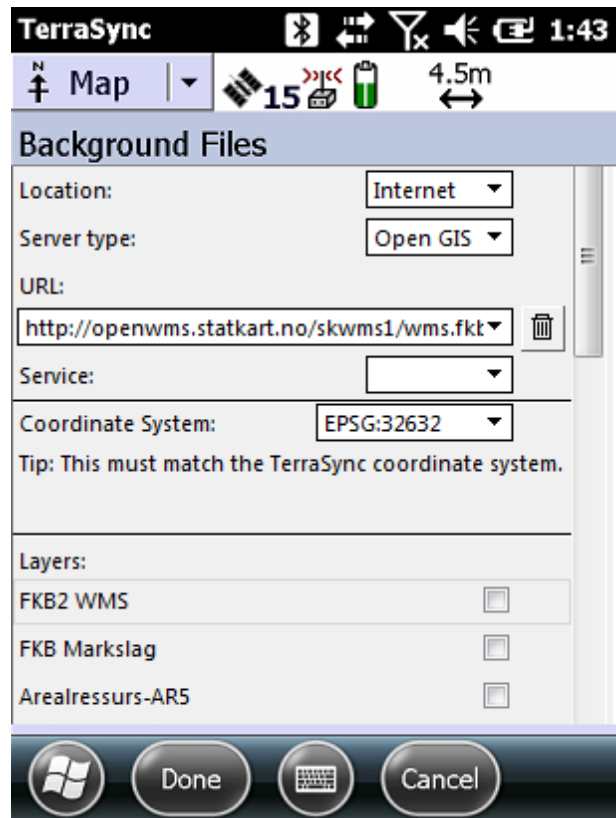 TerraSync 1:43
N
Map 15 4.5m
Background Files
Location: Internet
Server type: Open GIS
URL:
http://openwms.statkart.no/skwms1/wms.fkb
Service:
Coordinate System: EPSG:32632
Tip: This must match the TerraSync coordinate system.
Layers:
FKB2 WMS
FKB Markslag
Arealressurs-AR5
Done Cancel